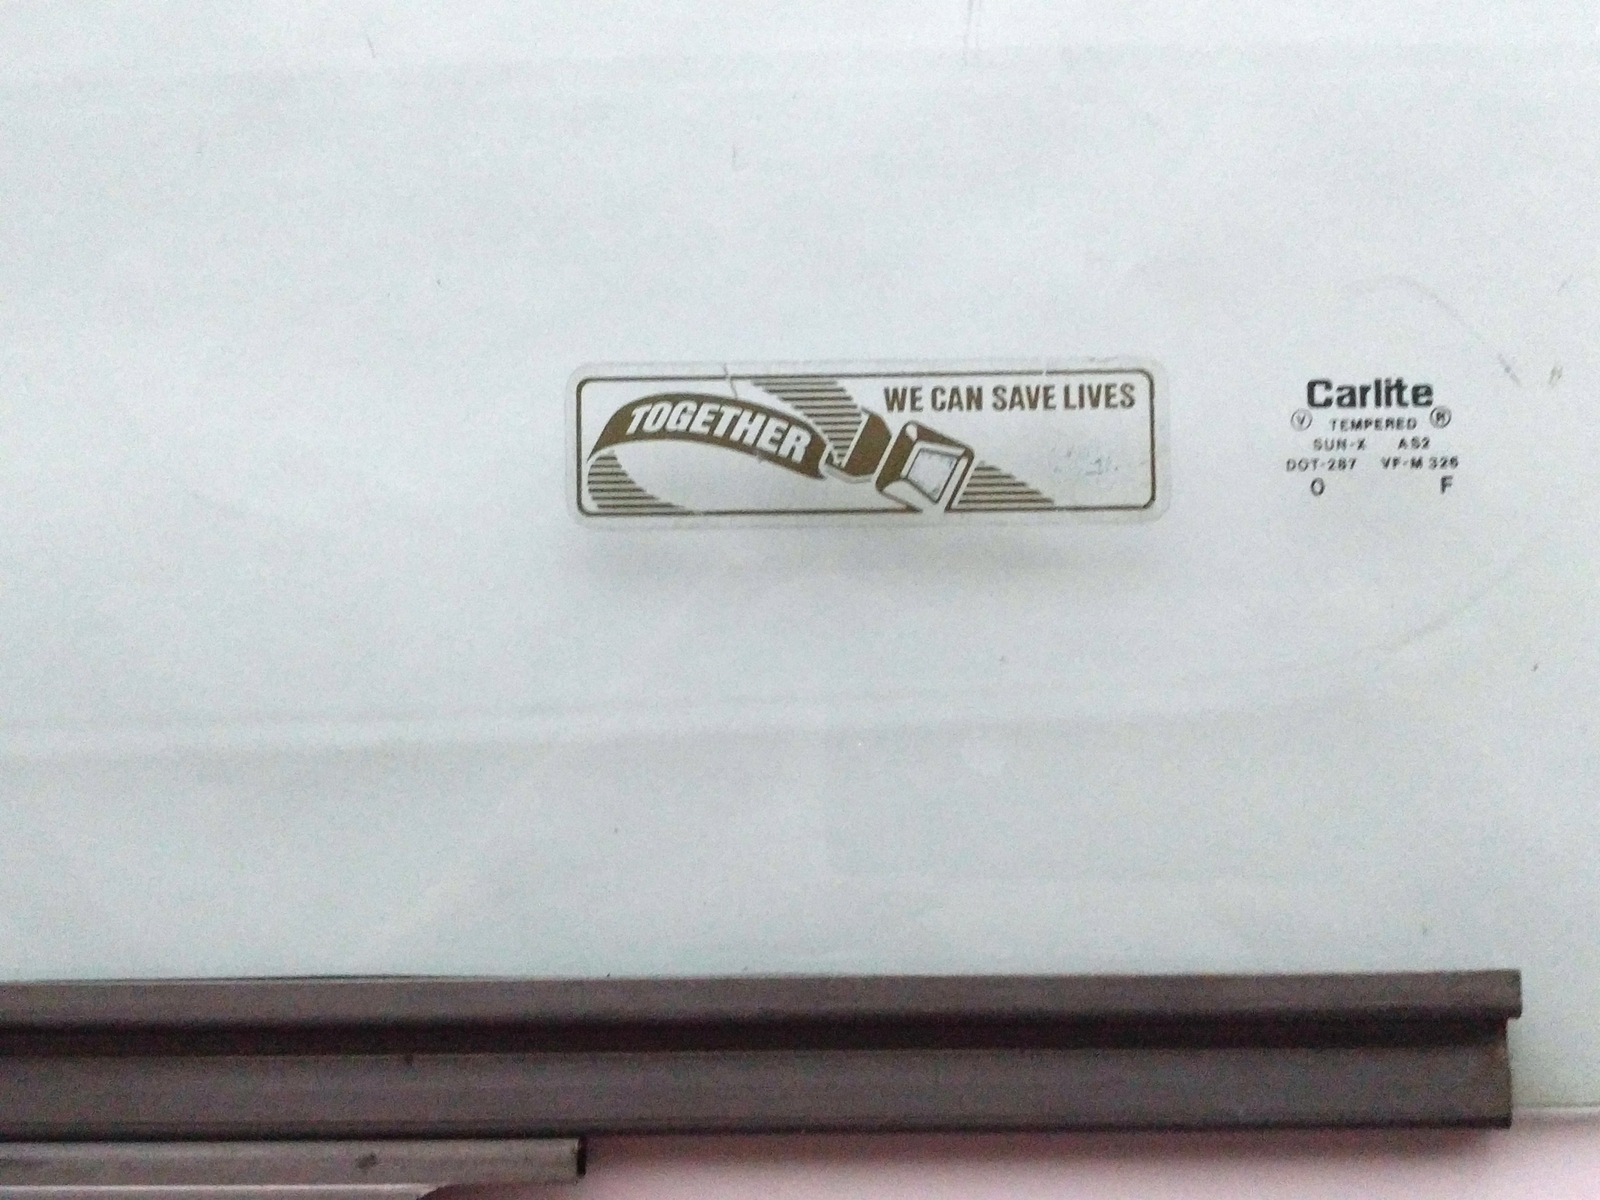 TOGETHER
WE CAN SAVE LIVES
Carlite
V TEMPERED R
SUN-X AS2
DOT-287 VF-M 326
O F